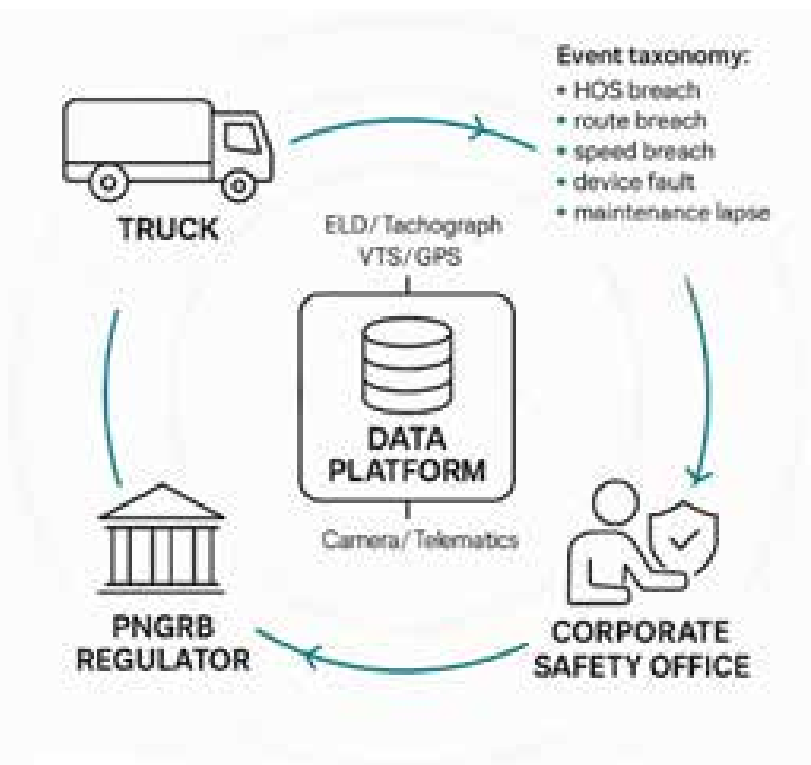 Event taxonomy:
• HOS breach
• route breach
• speed breach
• device fault
• maintenance lapse
TRUCK
ELD/Tachograph
VTS/GPS
DATA
PLATFORM
Camera/Telematics
PNGRB
REGULATOR
CORPORATE
SAFETY OFFICE